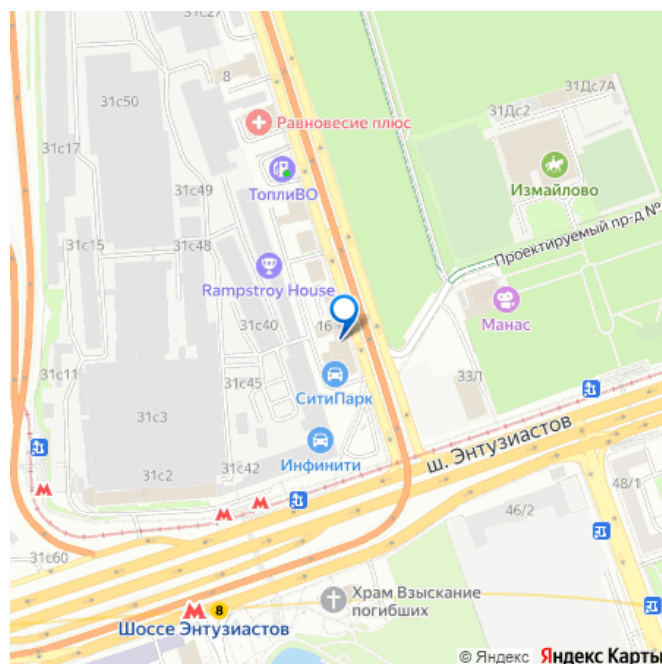 31с27
8
31с50
31Дс7А
31Дс2
Равновесие плюс
31с17
ТоплиВО
Измайлово
31с49
Проектируемый пр-д №
31с15
31с48
Rampstroy House
Манас
31с40
16
31с11
31с45
СитиПарк
33Л
31с3
Инфинити
ш. Энтузиастов
31с42
31с2
48/1
46/2
31с60
Храм Взыскание
погибших
8
Шоссе Энтузиастов
© Яндекс Яндекс Карты